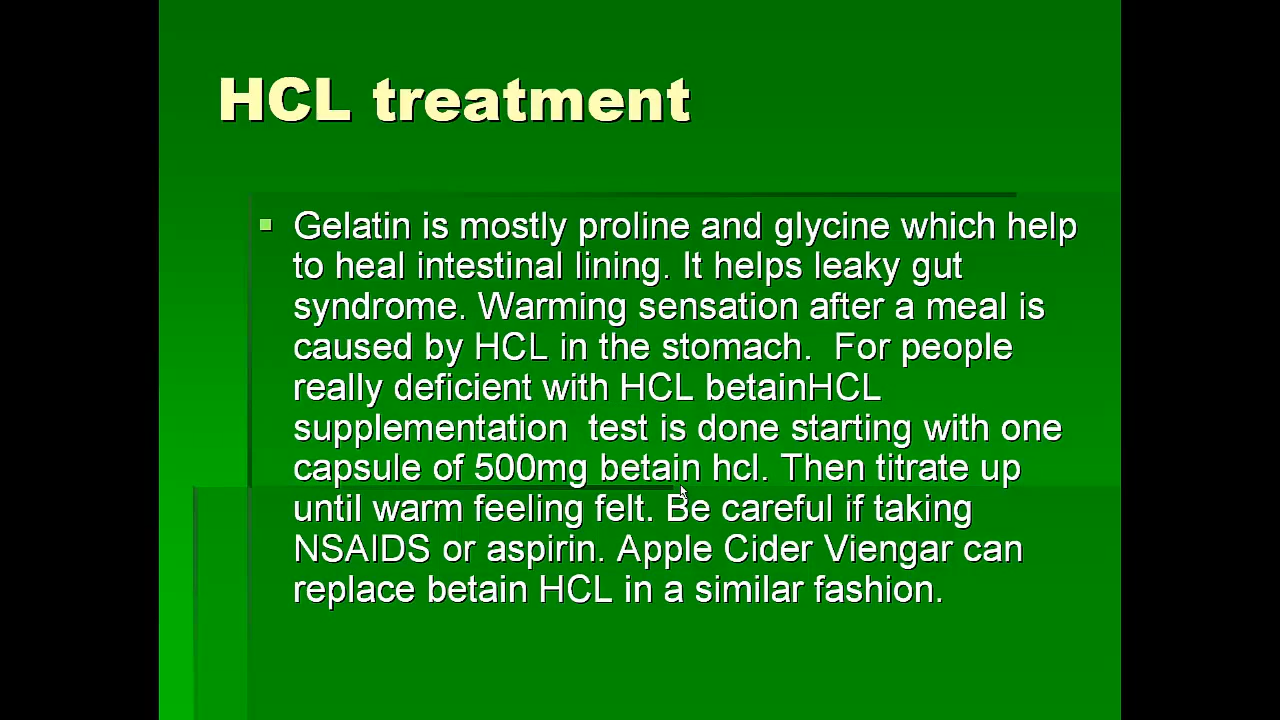 HCL treatment
Gelatin is mostly proline and glycine which help
to heal intestinal lining. It helps leaky gut
syndrome. Warming sensation after a meal is
caused by HCL in the stomach.  For people
really deficient with HCL betainHCL
supplementation  test is done starting with one
capsule of 500mg betain hcl. Then titrate up
until warm feeling felt. Be careful if taking
NSAIDS or aspirin. Apple Cider Viengar can
replace betain HCL in a similar fashion.